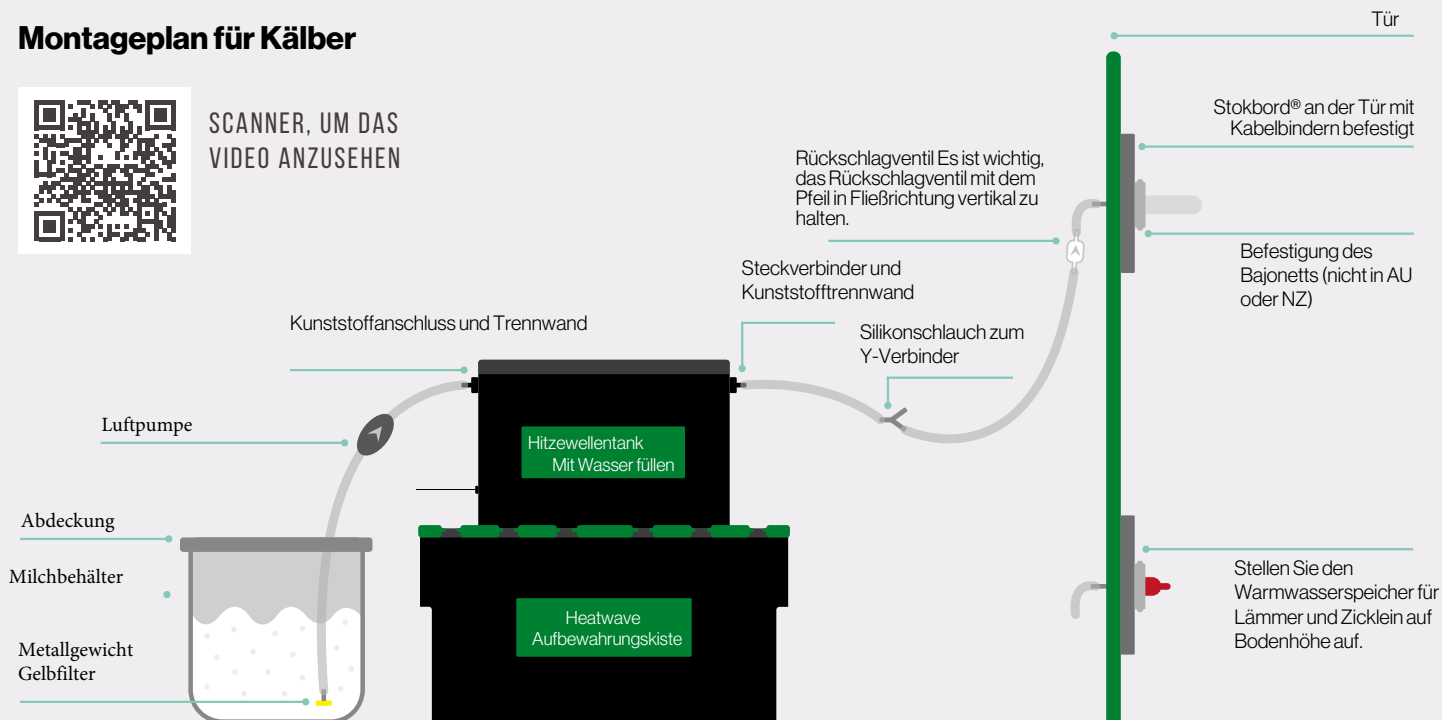 Montageplan für Kälber
SCANNER, UM DAS
VIDEO ANZUSEHEN
Tür
Stokbord® an der Tür mit
Kabelbindern befestigt
Rückschlagventil Es ist wichtig,
das Rückschlagventil mit dem
Pfeil in Fließrichtung vertikal zu
halten.
Befestigung des
Bajonetts (nicht in AU
oder NZ)
Steckverbinder und
Kunststofftrennwand
Kunststoffanschluss und Trennwand
Silikonschlauch zum
Y-Verbinder
Luftpumpe
Hitzewellentank
Mit Wasser füllen
Abdeckung
Milchbehälter
Stellen Sie den
Warmwasserspeicher für
Lämmer und Zicklein auf
Bodenhöhe auf.
Heatwave
Aufbewahrungskiste
Metallgewicht
Gelbfilter